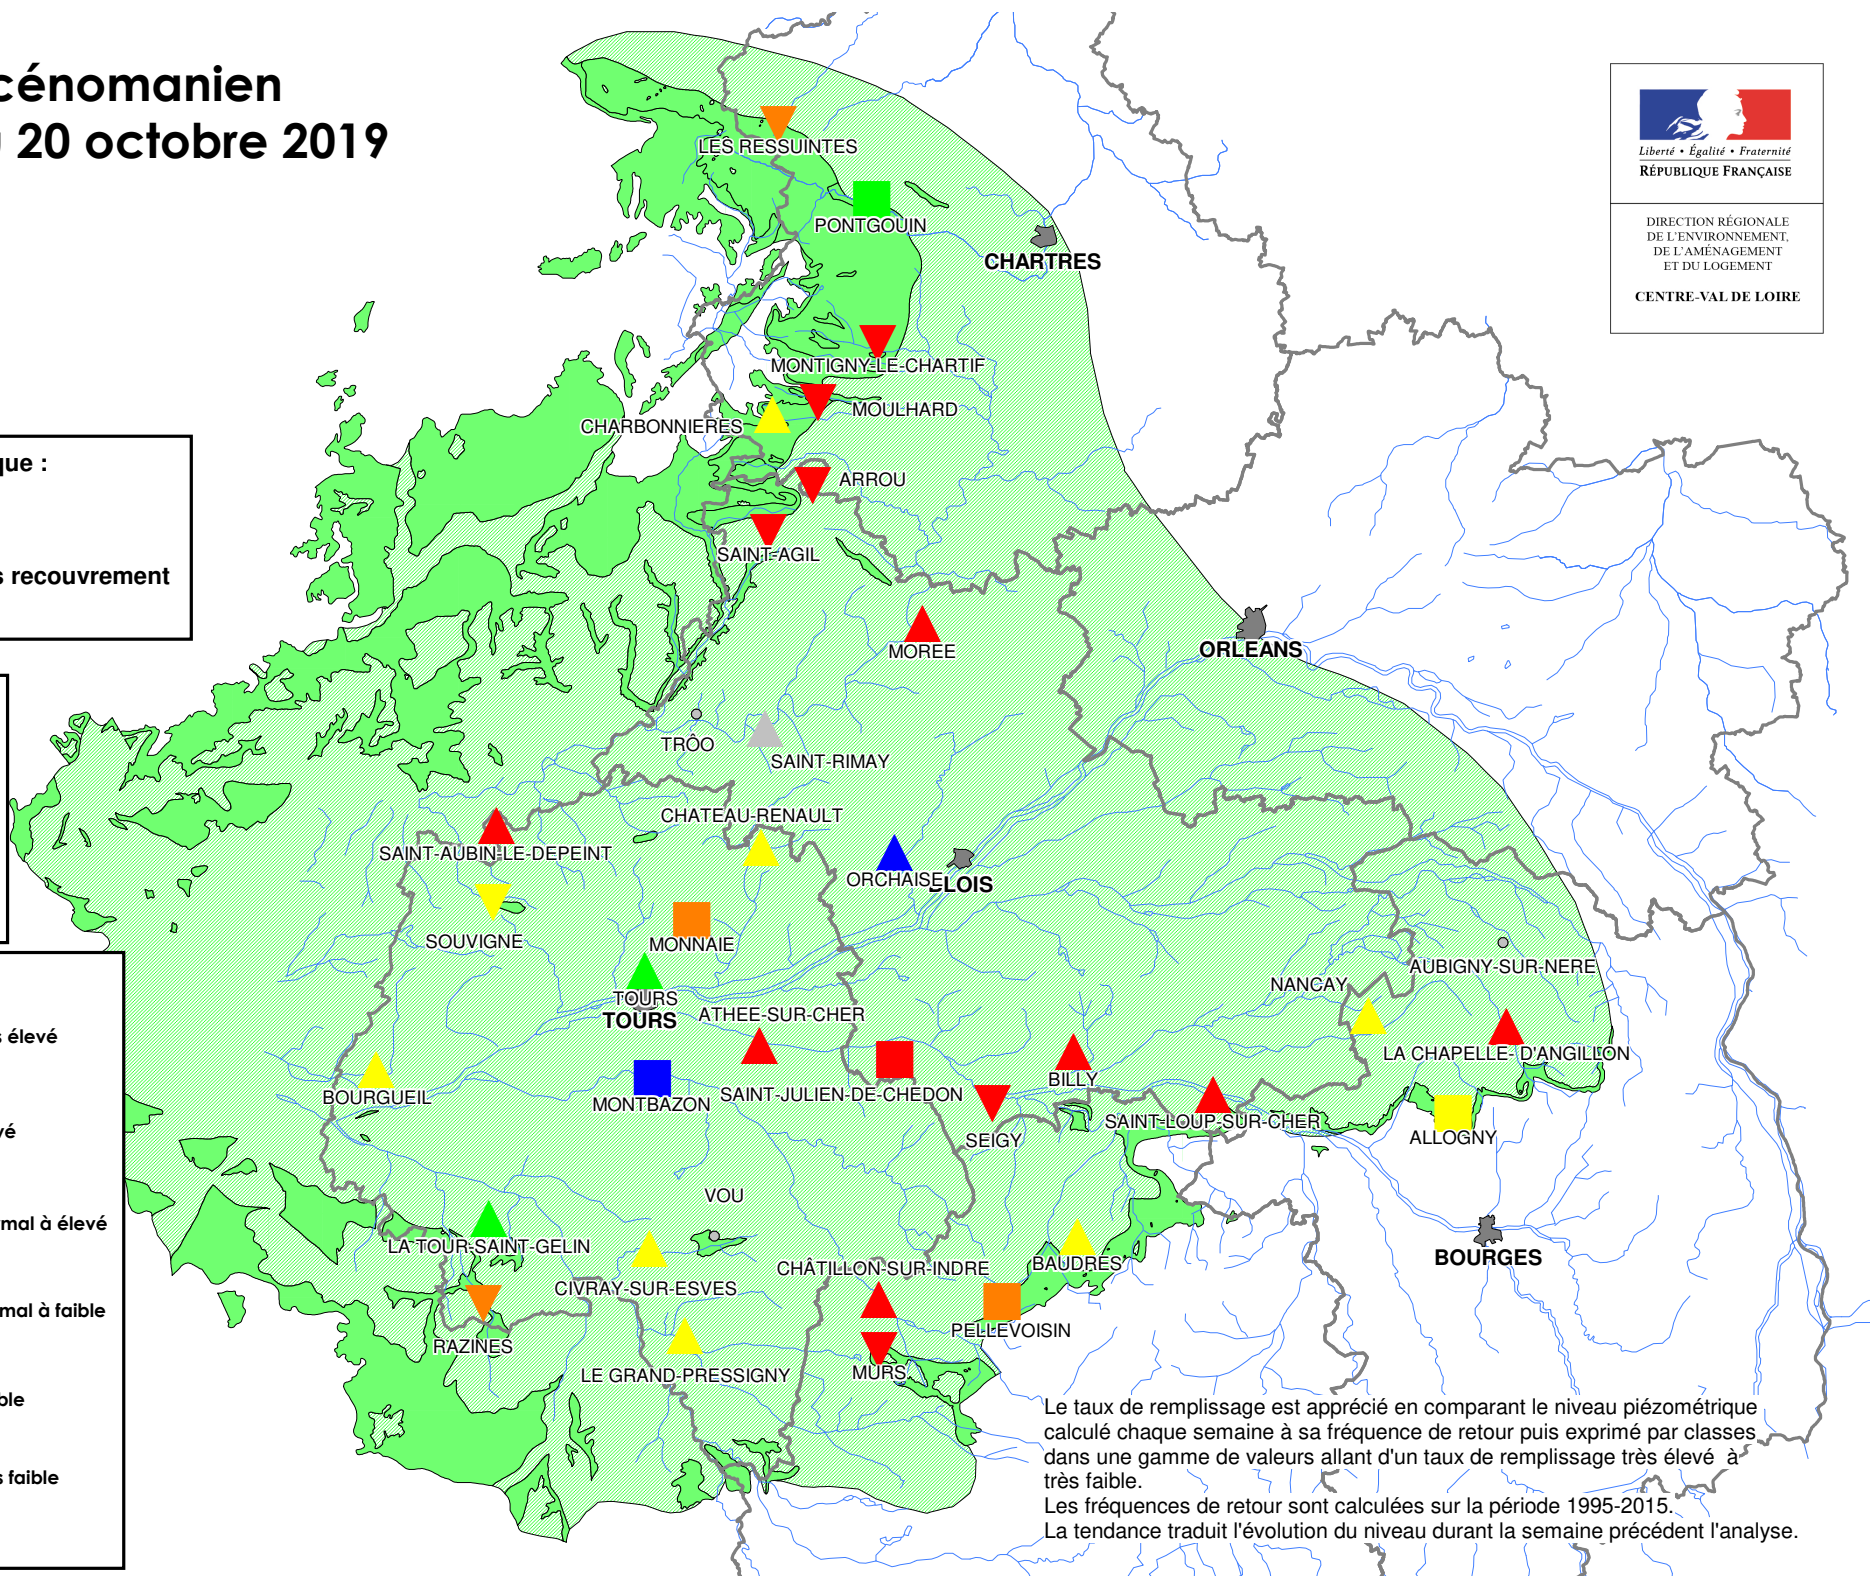 cénomanien
20 octobre 2019
Liberté • Égalité • Fraternité
RÉPUBLIQUE FRANÇAISE
DIRECTION RÉGIONALE
DE L'ENVIRONNEMENT,
DE L'AMÉNAGEMENT
ET DU LOGEMENT
CENTRE-VAL DE LOIRE
que :
s recouvrement
s élevé
vé
mal à élevé
mal à faible
ble
s faible
LES RESSUINTES
PONTGOUIN
CHARTRES
MONTIGNY-LE-CHARTIF
MOULHARD
CHARBONNIERES
ARROU
SAINT-AGIL
MOREE
ORLEANS
TRÔO
SAINT-RIMAY
CHATEAU-RENAULT
SAINT-AUBIN-LE-DEPEINT
ORCHAISE
BLOIS
SOUVIGNE
MONNAIE
AUBIGNY-SUR-NERE
NANCAY
TOURS
TOURS
ATHEE-SUR-CHER
LA CHAPELLE- D'ANGILLON
BILLY
BOURGUEIL
MONTBAZON
SAINT-JULIEN-DE-CHEDON
SAINT-LOUP-SUR-CHER
SEIGY
ALLOGNY
VOU
LA TOUR-SAINT-GELIN
BOURGES
BAUDRES
CHÂTILLON-SUR-INDRE
CIVRAY-SUR-ESVES
PELLEVOISIN
RAZINES
LE GRAND-PRESSIGNY
MURS
Le taux de remplissage est apprécié en comparant le niveau piézométrique
calculé chaque semaine à sa fréquence de retour puis exprimé par classes
dans une gamme de valeurs allant d'un taux de remplissage très élevé à
très faible.
Les fréquences de retour sont calculées sur la période 1995-2015.
La tendance traduit l'évolution du niveau durant la semaine précédent l'analyse.